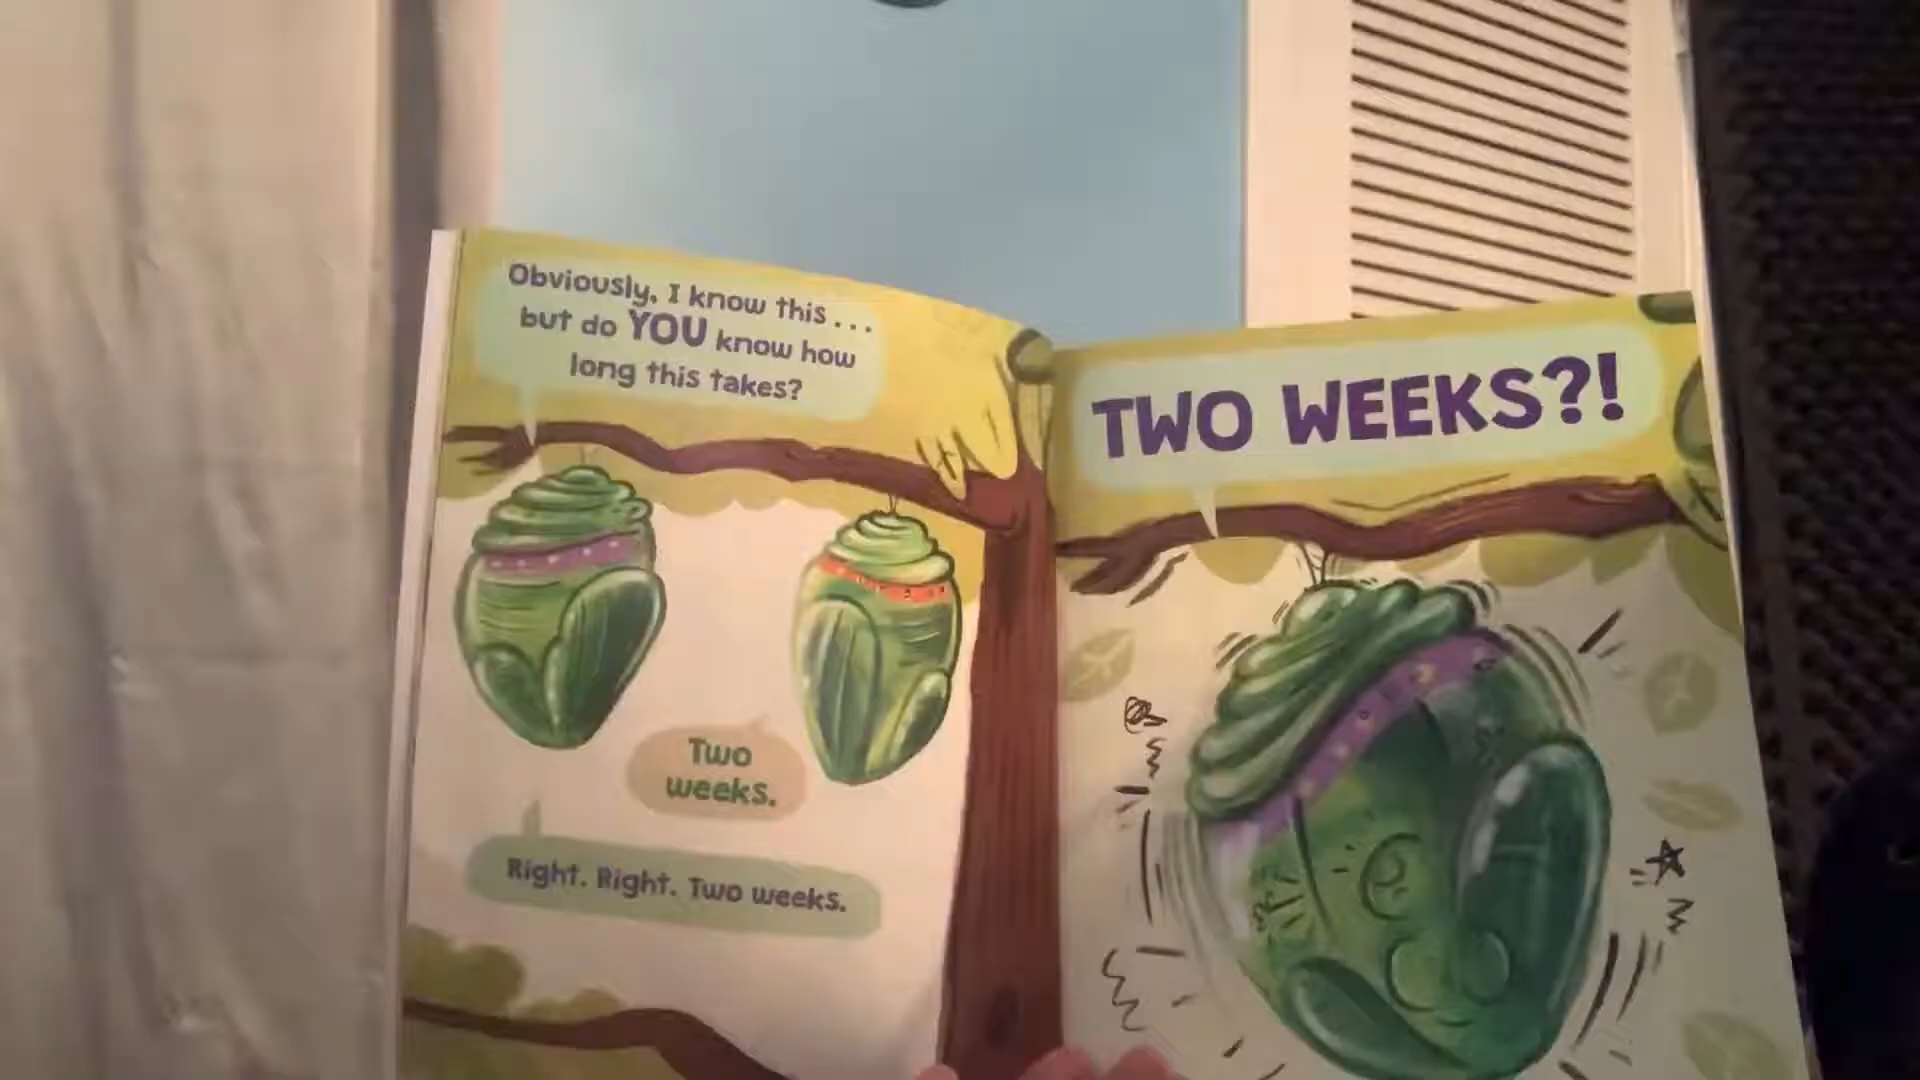 Obviously, I know this . . .
but do YOU know how
long this takes?
Two
weeks.
Right. Right. Two weeks.
TWO WEEKS?!